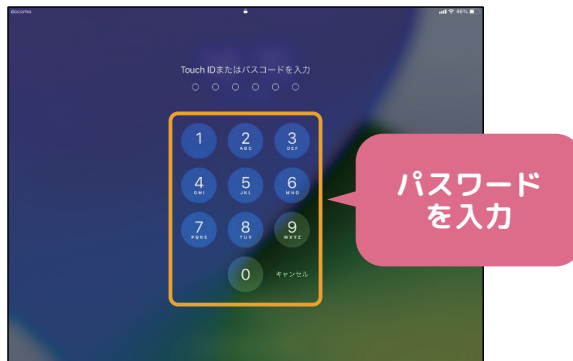 docomo
46%
Touch IDまたはパスコードを入力
1
2
ABC
3
DEF
4
GHI
5
JKL
6
MNO
7
PQRS
8
TUV
9
WXYZ
0
キャンセル
パスワード
を入力